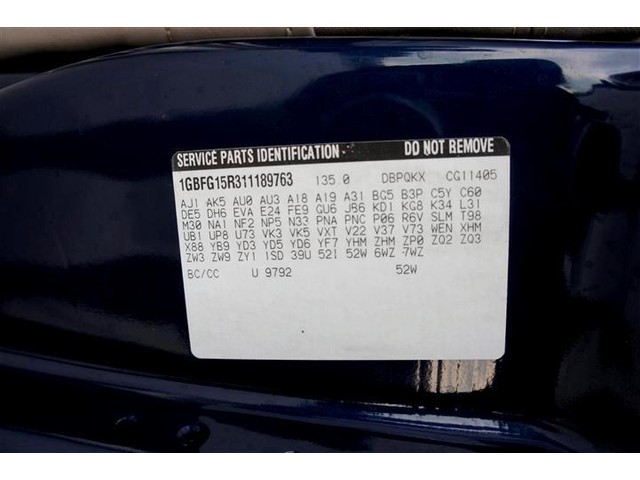 SERVICE PARTS IDENTIFICATION DO NOT REMOVE
1GBFG15R311189763 135.0 DBPQKX CG11405
AJ1 AK5 AU0 AU3 A18 A19 A31 BG5 B3P C5Y C60
DE5 DH6 EVA E24 FE9 GU6 JB6 KD1 KG8 K34 L31
M30 NA1 NF2 NP5 N33 PNA PNC P06 R6V SLM T98
UB1 UP8 U73 VK3 VK5 VXT V22 V37 V73 WEN XHM
X88 YB9 YD3 YD5 YD6 YF7 YHM ZHM ZP0 ZQ2 ZQ3
ZW3 ZW9 ZY1 1SD 39U 52I 52W 6WZ 7WZ
BC/CC U 9792 52W